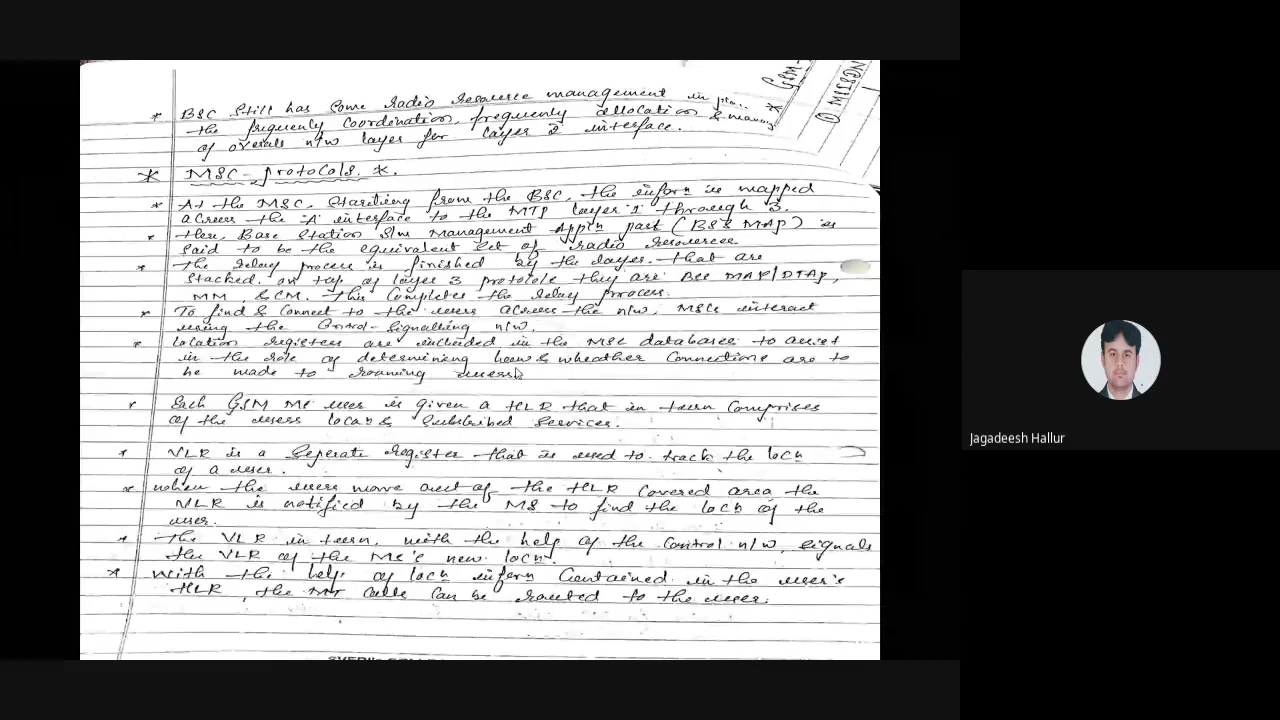 * BSC still has some radio resource management in
the frequency coordination, frequency allocation & manag
of overall n/w layer for layer 2 interface.
* GSM-
①
* MSC - protocols. *.
* At the MSC, starting from the BSC, the inforn is mapped
across the 'A' interface to the MTP layer 1 through 3.
* then, Base Station s/m Management Appln part (BSS MAP) is
said to be the equivalent set of radio resources
* the relay process is finished by the layer. that are
stacked. on top of layer 3 protocols they are BSS MAP/DTAP,
MM, & CM. This completes the relay process.
* To find & Connect to the users across the n/w, MSCs interact
using the Control-Signalling n/w.
* Location registers are included in the MSC databases to assist
in the role of determining how & wheather Connections are to
be made to roaming users.
* Each GSM MS user is given a HLR that in turn Comprises
of the users locan & Subscribed Services.
* VLR is a Seperate Register that is used to track the locn
of a user.
* when the users move out of the HLR Covered area the
VLR is notified by the MS to find the locn of the
user.
* The VLR in turn, with the help of the Control n/w, Signals
the VLR of the MS's new locn.
* With the help of locn inforn Contained in the user's
HLR, the MT Calls Can be routed to the user.
Jagadeesh Hallur